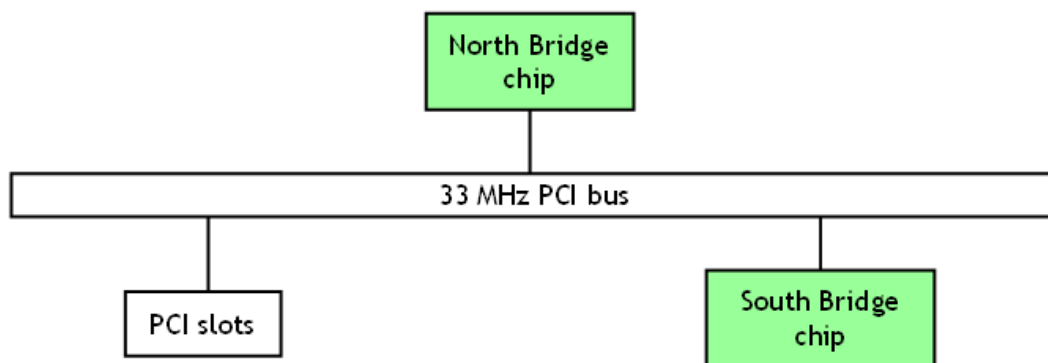 North Bridge
chip
33 MHz PCI bus
PCI slots
South Bridge
chip